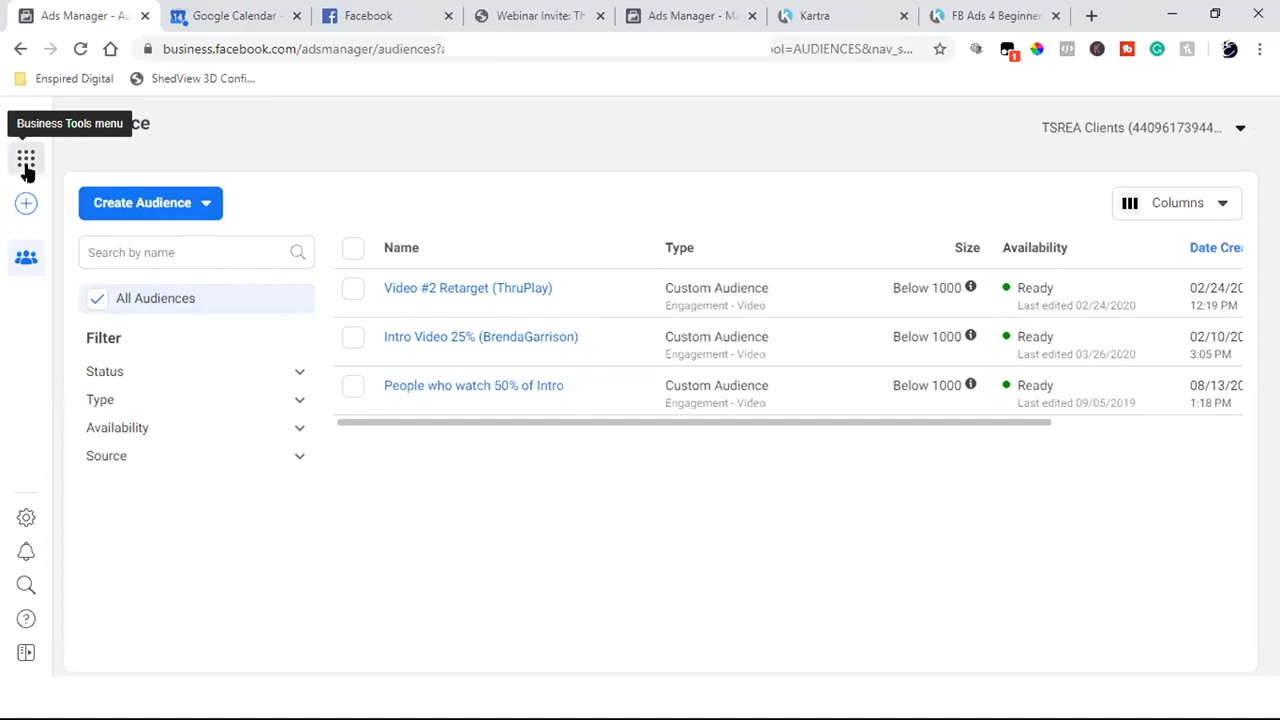 Ads Manager - Au
Google Calendar -
Facebook
Webinar Invite: Th
Ads Manager - Ma
Kartra
FB Ads 4 Beginner
business.facebook.com/adsmanager/audiences?a
ool=AUDIENCES&nav_s...
Enspired Digital
ShedView 3D Confi...
Business Tools menu
ce
TSREA Clients (44096173944...
Create Audience
Columns
Search by name
Name
Type
Size
Availability
Date Crea
All Audiences
Video #2 Retarget (ThruPlay)
Custom Audience
Engagement - Video
Below 1000
Ready
Last edited 02/24/2020
02/24/20
12:19 PM
Filter
Intro Video 25% (BrendaGarrison)
Custom Audience
Engagement - Video
Below 1000
Ready
Last edited 03/26/2020
02/10/20
3:05 PM
Status
People who watch 50% of Intro
Custom Audience
Engagement - Video
Below 1000
Ready
Last edited 09/05/2019
08/13/20
1:18 PM
Type
Availability
Source